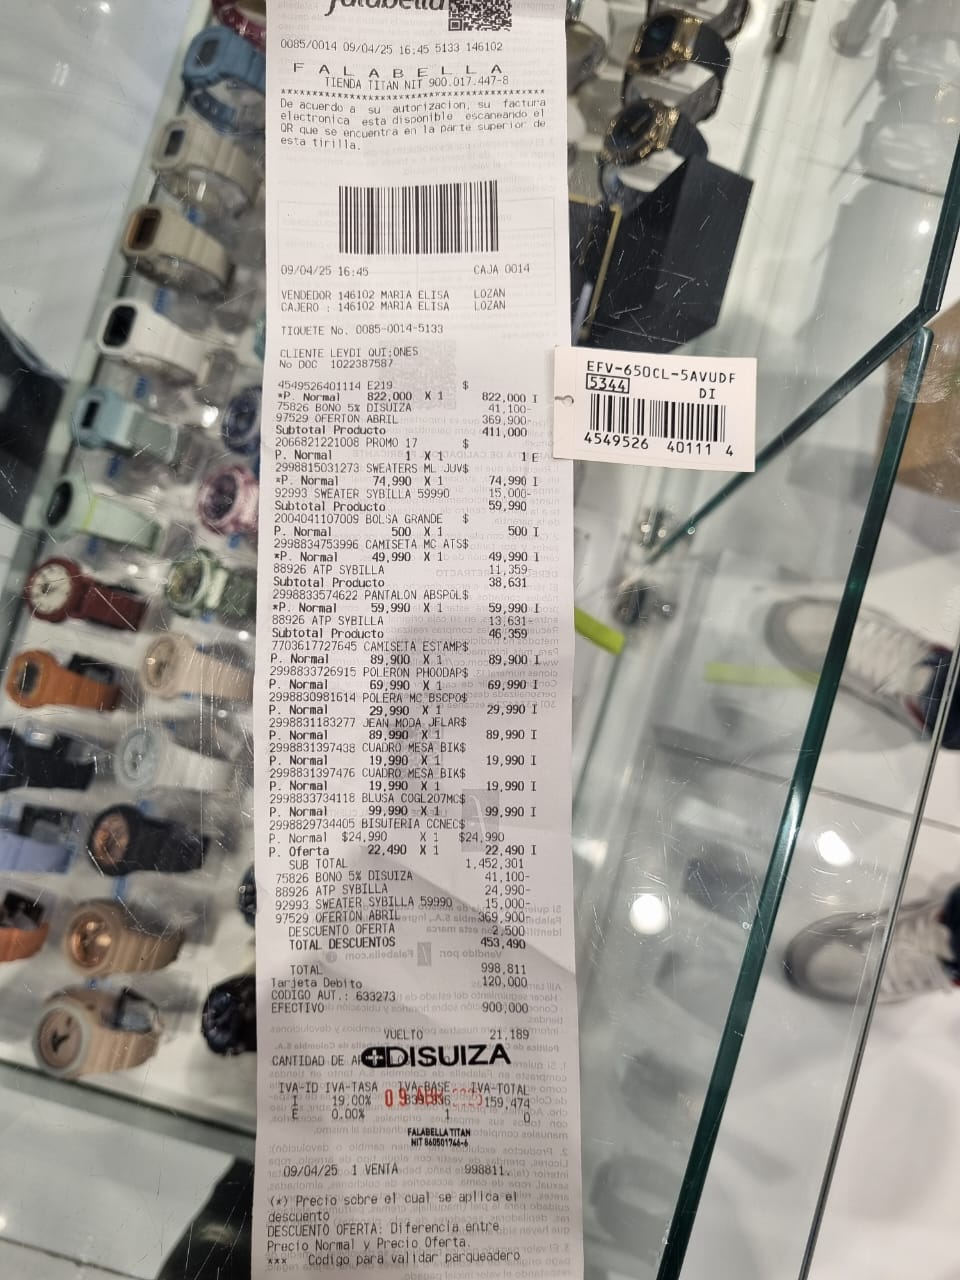 falabella
0085/0014 09/04/25 16:45 5133 146102
F A L A B E L L A
TIENDA TITAN NIT 900.017.447-8
De acuerdo a su autorizacion, su factura
electronica esta disponible escaneando el
QR que se encuentra en la parte superior de
esta tirilla.
09/04/25 16:45 CAJA 0014
VENDEDOR 146102 MARIA ELISA LOZAN
CAJERO : 146102 MARIA ELISA LOZAN
TIQUETE No. 0085-0014-5133
CLIENTE LEYDI QUI;ONES
No DOC 1022387587
4549526401114 E219 $
*P. Normal 822,000 X 1 822,000 I
75826 BONO 5% DISUIZA 41,100-
97529 OFERTON ABRIL 369,900-
Subtotal Producto 411,000
2066821221008 PROMO 17 $
P. Normal 1 X 1 1 E
2998815031273 SWEATERS ML JUV$
*P. Normal 74,990 X 1 74,990 I
92993 SWEATER SYBILLA 59990 15,000-
Subtotal Producto 59,990
2004041107009 BOLSA GRANDE $
P. Normal 500 X 1 500 I
2998834753996 CAMISETA MC ATS$
*P. Normal 49,990 X 1 49,990 I
88926 ATP SYBILLA 11,359-
Subtotal Producto 38,631
2998833574622 PANTALON ABSPOL$
*P. Normal 59,990 X 1 59,990 I
88926 ATP SYBILLA 13,631-
Subtotal Producto 46,359
7703617727645 CAMISETA ESTAMP$
P. Normal 89,900 X 1 89,900 I
2998833726915 POLERON PHOODAP$
P. Normal 69,990 X 1 69,990 I
2998830981614 POLERA MC BSCPO$
P. Normal 29,990 X 1 29,990 I
2998831183277 JEAN MODA JFLAR$
P. Normal 89,990 X 1 89,990 I
2998831397438 CUADRO MESA BIK$
P. Normal 19,990 X 1 19,990 I
2998831397476 CUADRO MESA BIK$
P. Normal 19,990 X 1 19,990 I
2998833734118 BLUSA COGL207MC$
P. Normal 99,990 X 1 99,990 I
2998829734405 BISUTERIA CCNEC$
P. Normal $24,990 X 1 $24,990
P. Oferta 22,490 X 1 22,490 I
SUB TOTAL 1,452,301
75826 BONO 5% DISUIZA 41,100-
88926 ATP SYBILLA 24,990-
92993 SWEATER SYBILLA 59990 15,000-
97529 OFERTON ABRIL 369,900-
DESCUENTO OFERTA 2,500
TOTAL DESCUENTOS 453,490
TOTAL 998,811
Tarjeta Debito 120,000
CODIGO AUT.: 633273
EFECTIVO 900,000
VUELTO 21,189
CANTIDAD DE
DISUIZA
IVA-ID IVA-TASA IVA-BASE IVA-TOTAL
I 19.00% 159,474
E 0.00% 1 0
09 ABR
FALABELLA TITAN
NIT 860501746-6
09/04/25 1 VENTA 998811
(*) Precio sobre el cual se aplica el
descuento
DESCUENTO OFERTA: Diferencia entre
Precio Normal y Precio Oferta.
*** Codigo para validar parqueadero
EFV-650CL-5AVUDF
5344 DI
4549526 40111 4